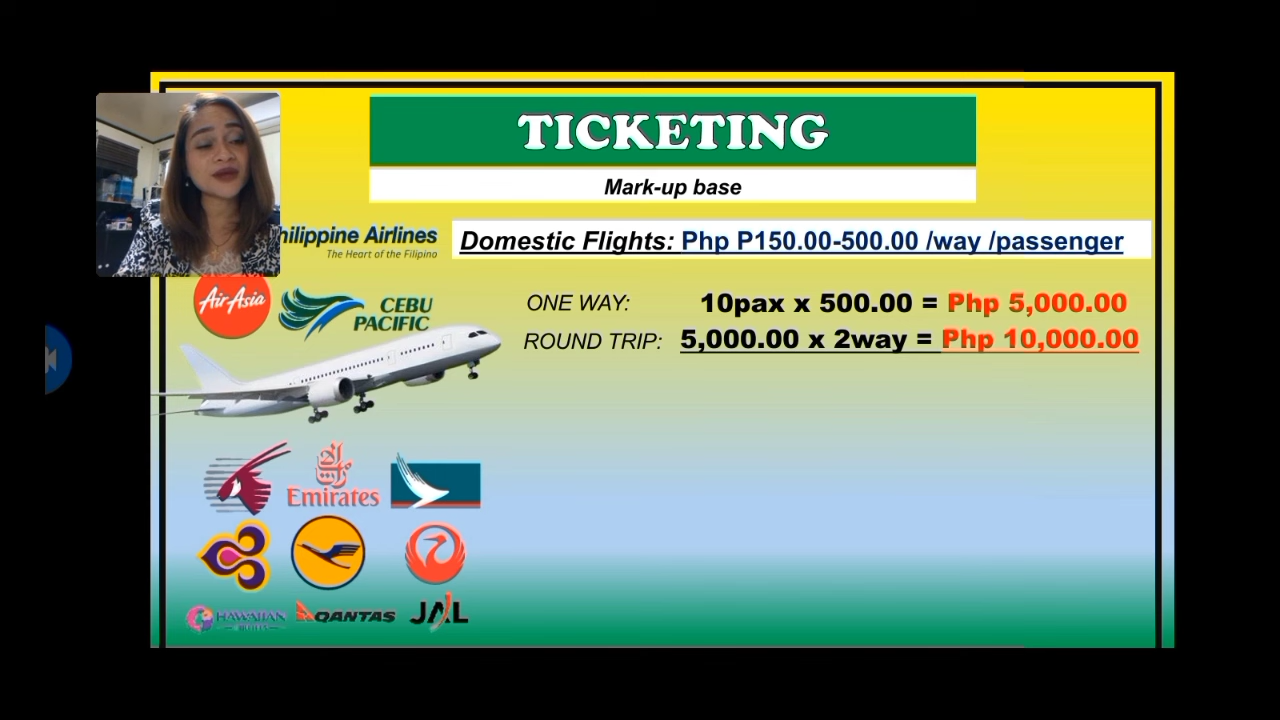 TICKETING
Mark-up base
hilippine Airlines
The Heart of the Filipino
Domestic Flights: Php P150.00-500.00 /way /passenger
AirAsia
CEBU
PACIFIC
ONE WAY: 10pax x 500.00 = Php 5,000.00
ROUND TRIP: 5,000.00 x 2way = Php 10,000.00
Emirates
HAWAIIAN
QANTAS
JAL